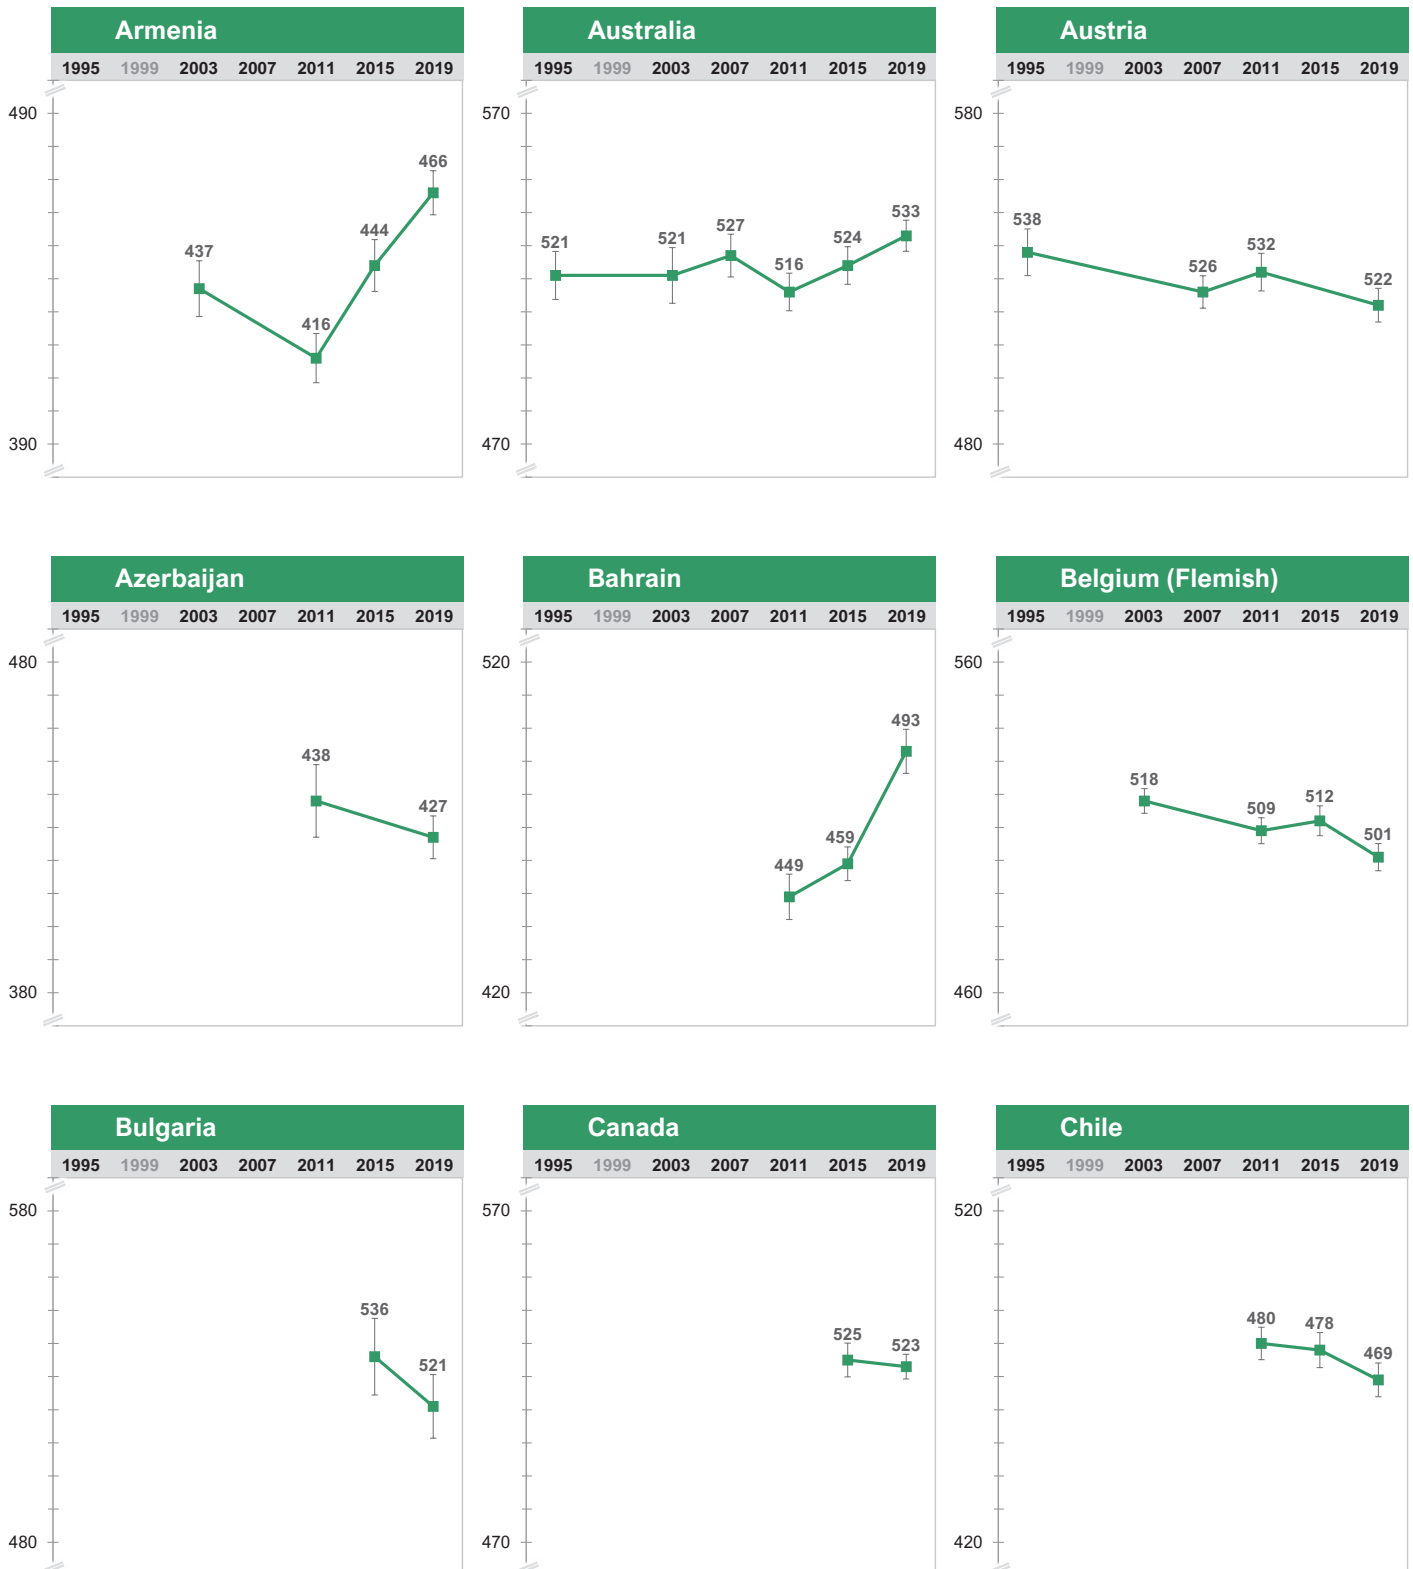 Armenia Australia Austria
1995 1999 2003 2007 2011 2015 2019 1995 1999 2003 2007 2011 2015 2019 1995 1999 2003 2007 2011 2015 2019
490 570 580
466
444
437
416
533
527
524
521 521
516
538
532
526
522
390 470 480
Azerbaijan Bahrain Belgium (Flemish)
1995 1999 2003 2007 2011 2015 2019 1995 1999 2003 2007 2011 2015 2019 1995 1999 2003 2007 2011 2015 2019
480 520 560
438
427
493
459
449
518
512
509
501
380 420 460
Bulgaria Canada Chile
1995 1999 2003 2007 2011 2015 2019 1995 1999 2003 2007 2011 2015 2019 1995 1999 2003 2007 2011 2015 2019
580 570 520
536
521
525
523
480
478
469
480 470 420